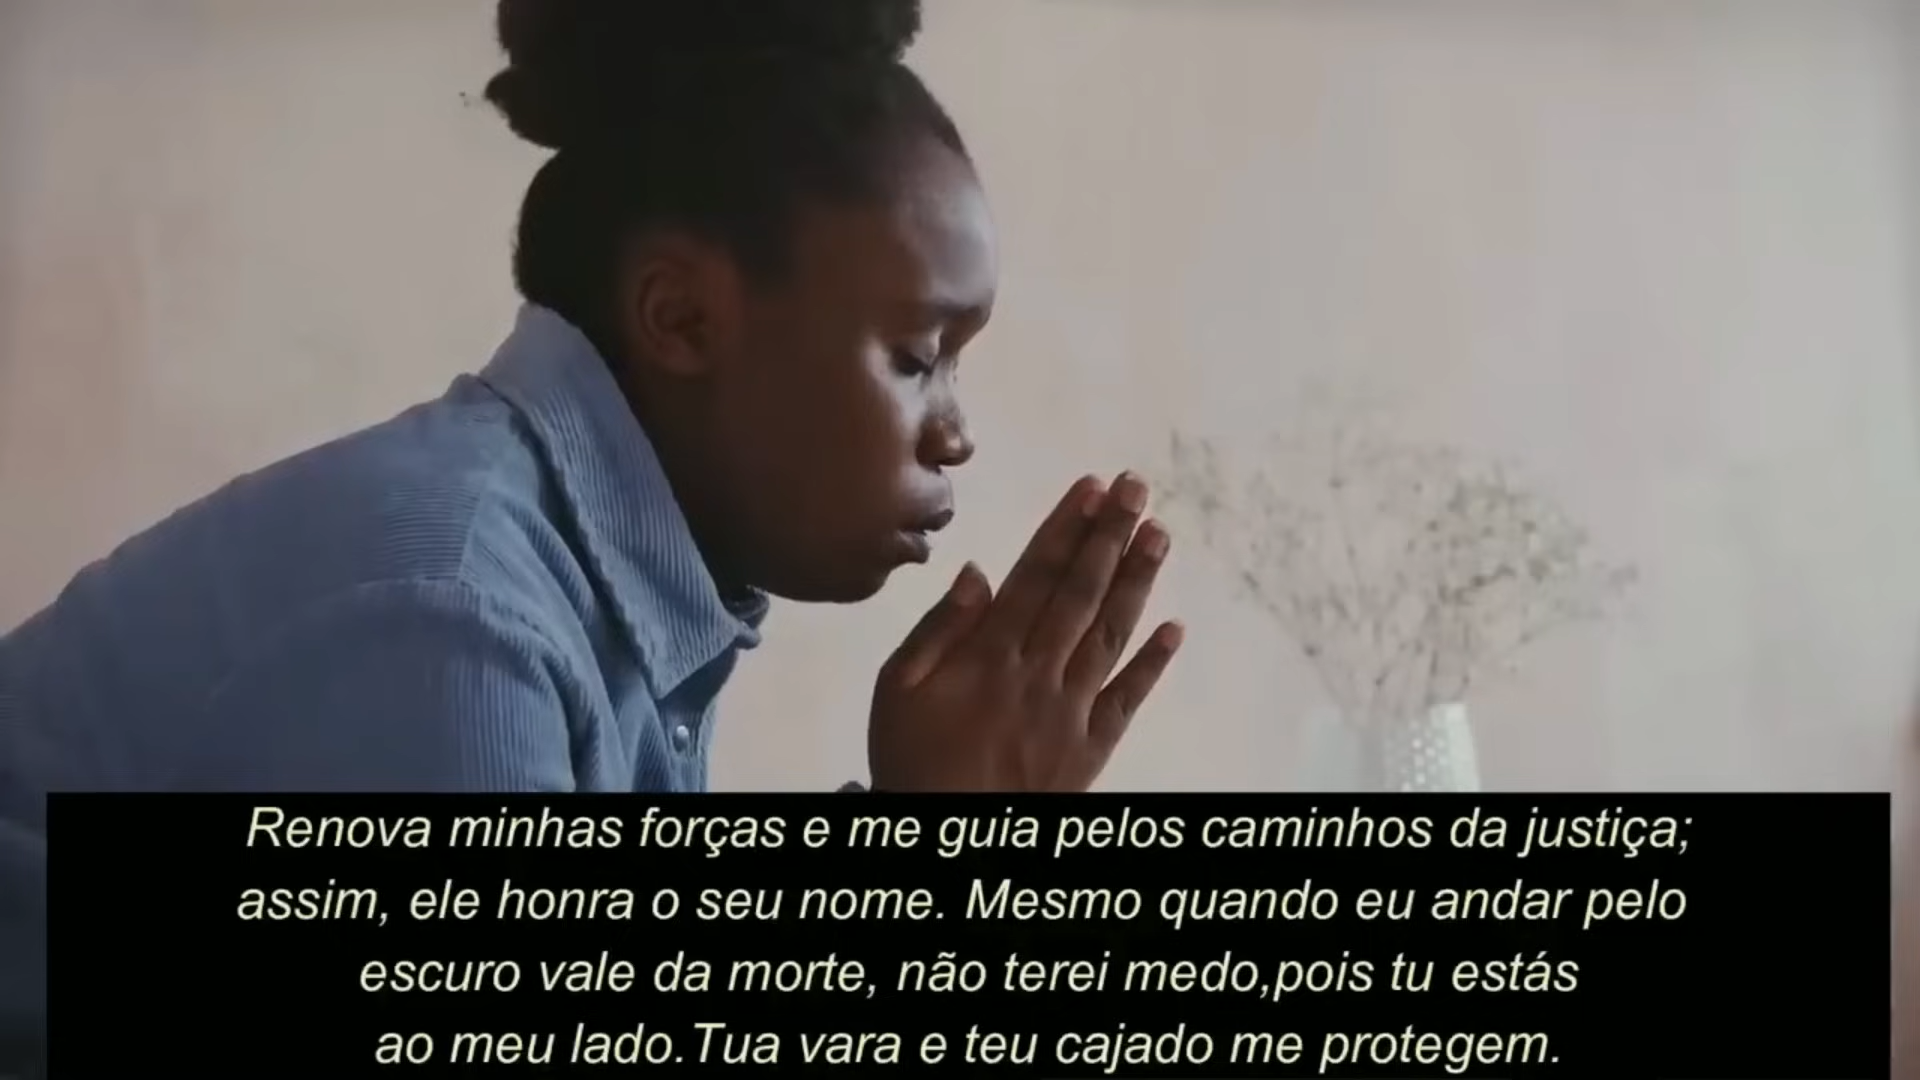 Renova minhas forças e me guia pelos caminhos da justiça;
assim, ele honra o seu nome. Mesmo quando eu andar pelo
escuro vale da morte, não terei medo,pois tu estás
ao meu lado.Tua vara e teu cajado me protegem.